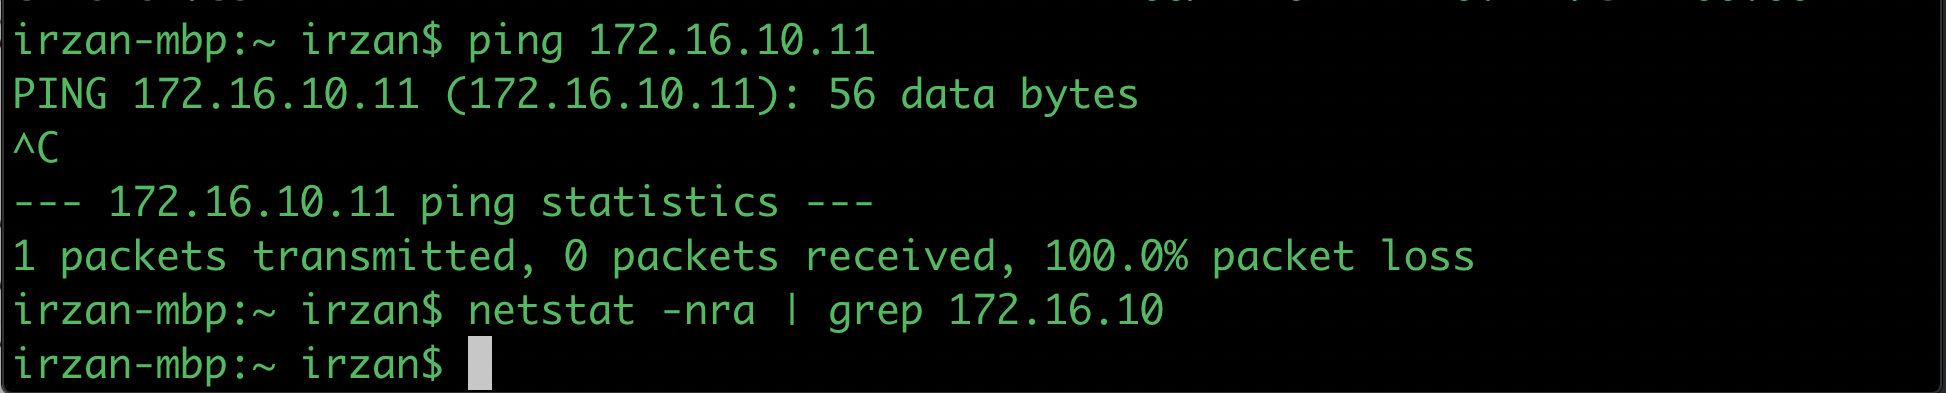 irzan-mbp:~ irzan$ ping 172.16.10.11
PING 172.16.10.11 (172.16.10.11): 56 data bytes
^C
--- 172.16.10.11 ping statistics ---
1 packets transmitted, 0 packets received, 100.0% packet loss
irzan-mbp:~ irzan$ netstat -nra | grep 172.16.10
irzan-mbp:~ irzan$